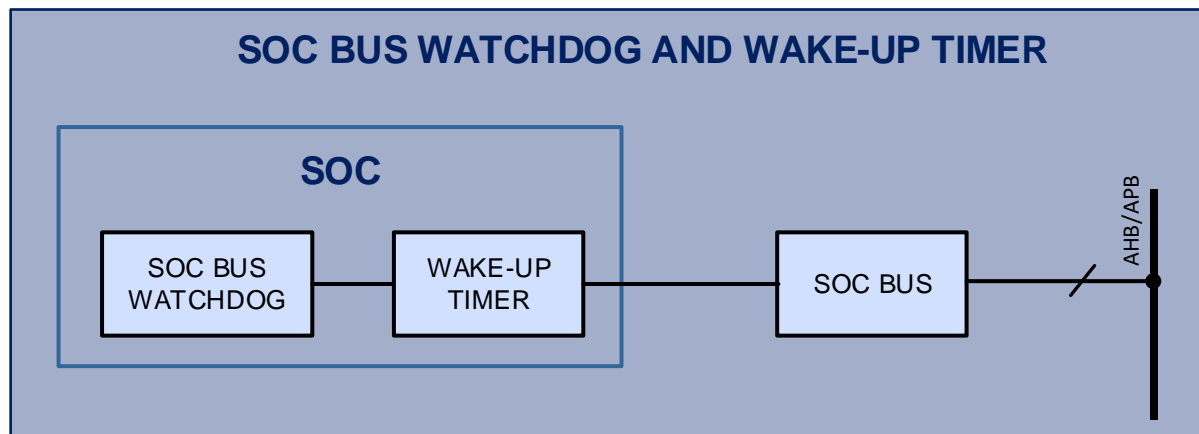 SOC BUS WATCHDOG AND WAKE-UP TIMER
SOC
SOC BUS
WATCHDOG
WAKE-UP
TIMER
SOC BUS
AHB/APB